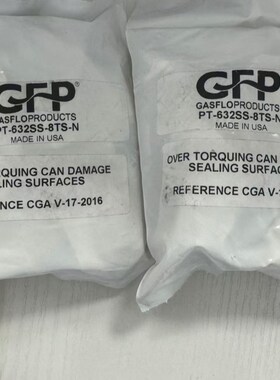 GFP
GASFLOPRODUCTS
PT-632SS-8TS-N
MADE IN USA
RQUING CAN DAMAGE
LING SURFACES
ENCE CGA V-17-2016
GFP
GASFLOPRODUCTS
PT-632SS-8TS-N
MADE IN USA
OVER TORQUING CAN
SEALING SURFAC
REFERENCE CGA V-1